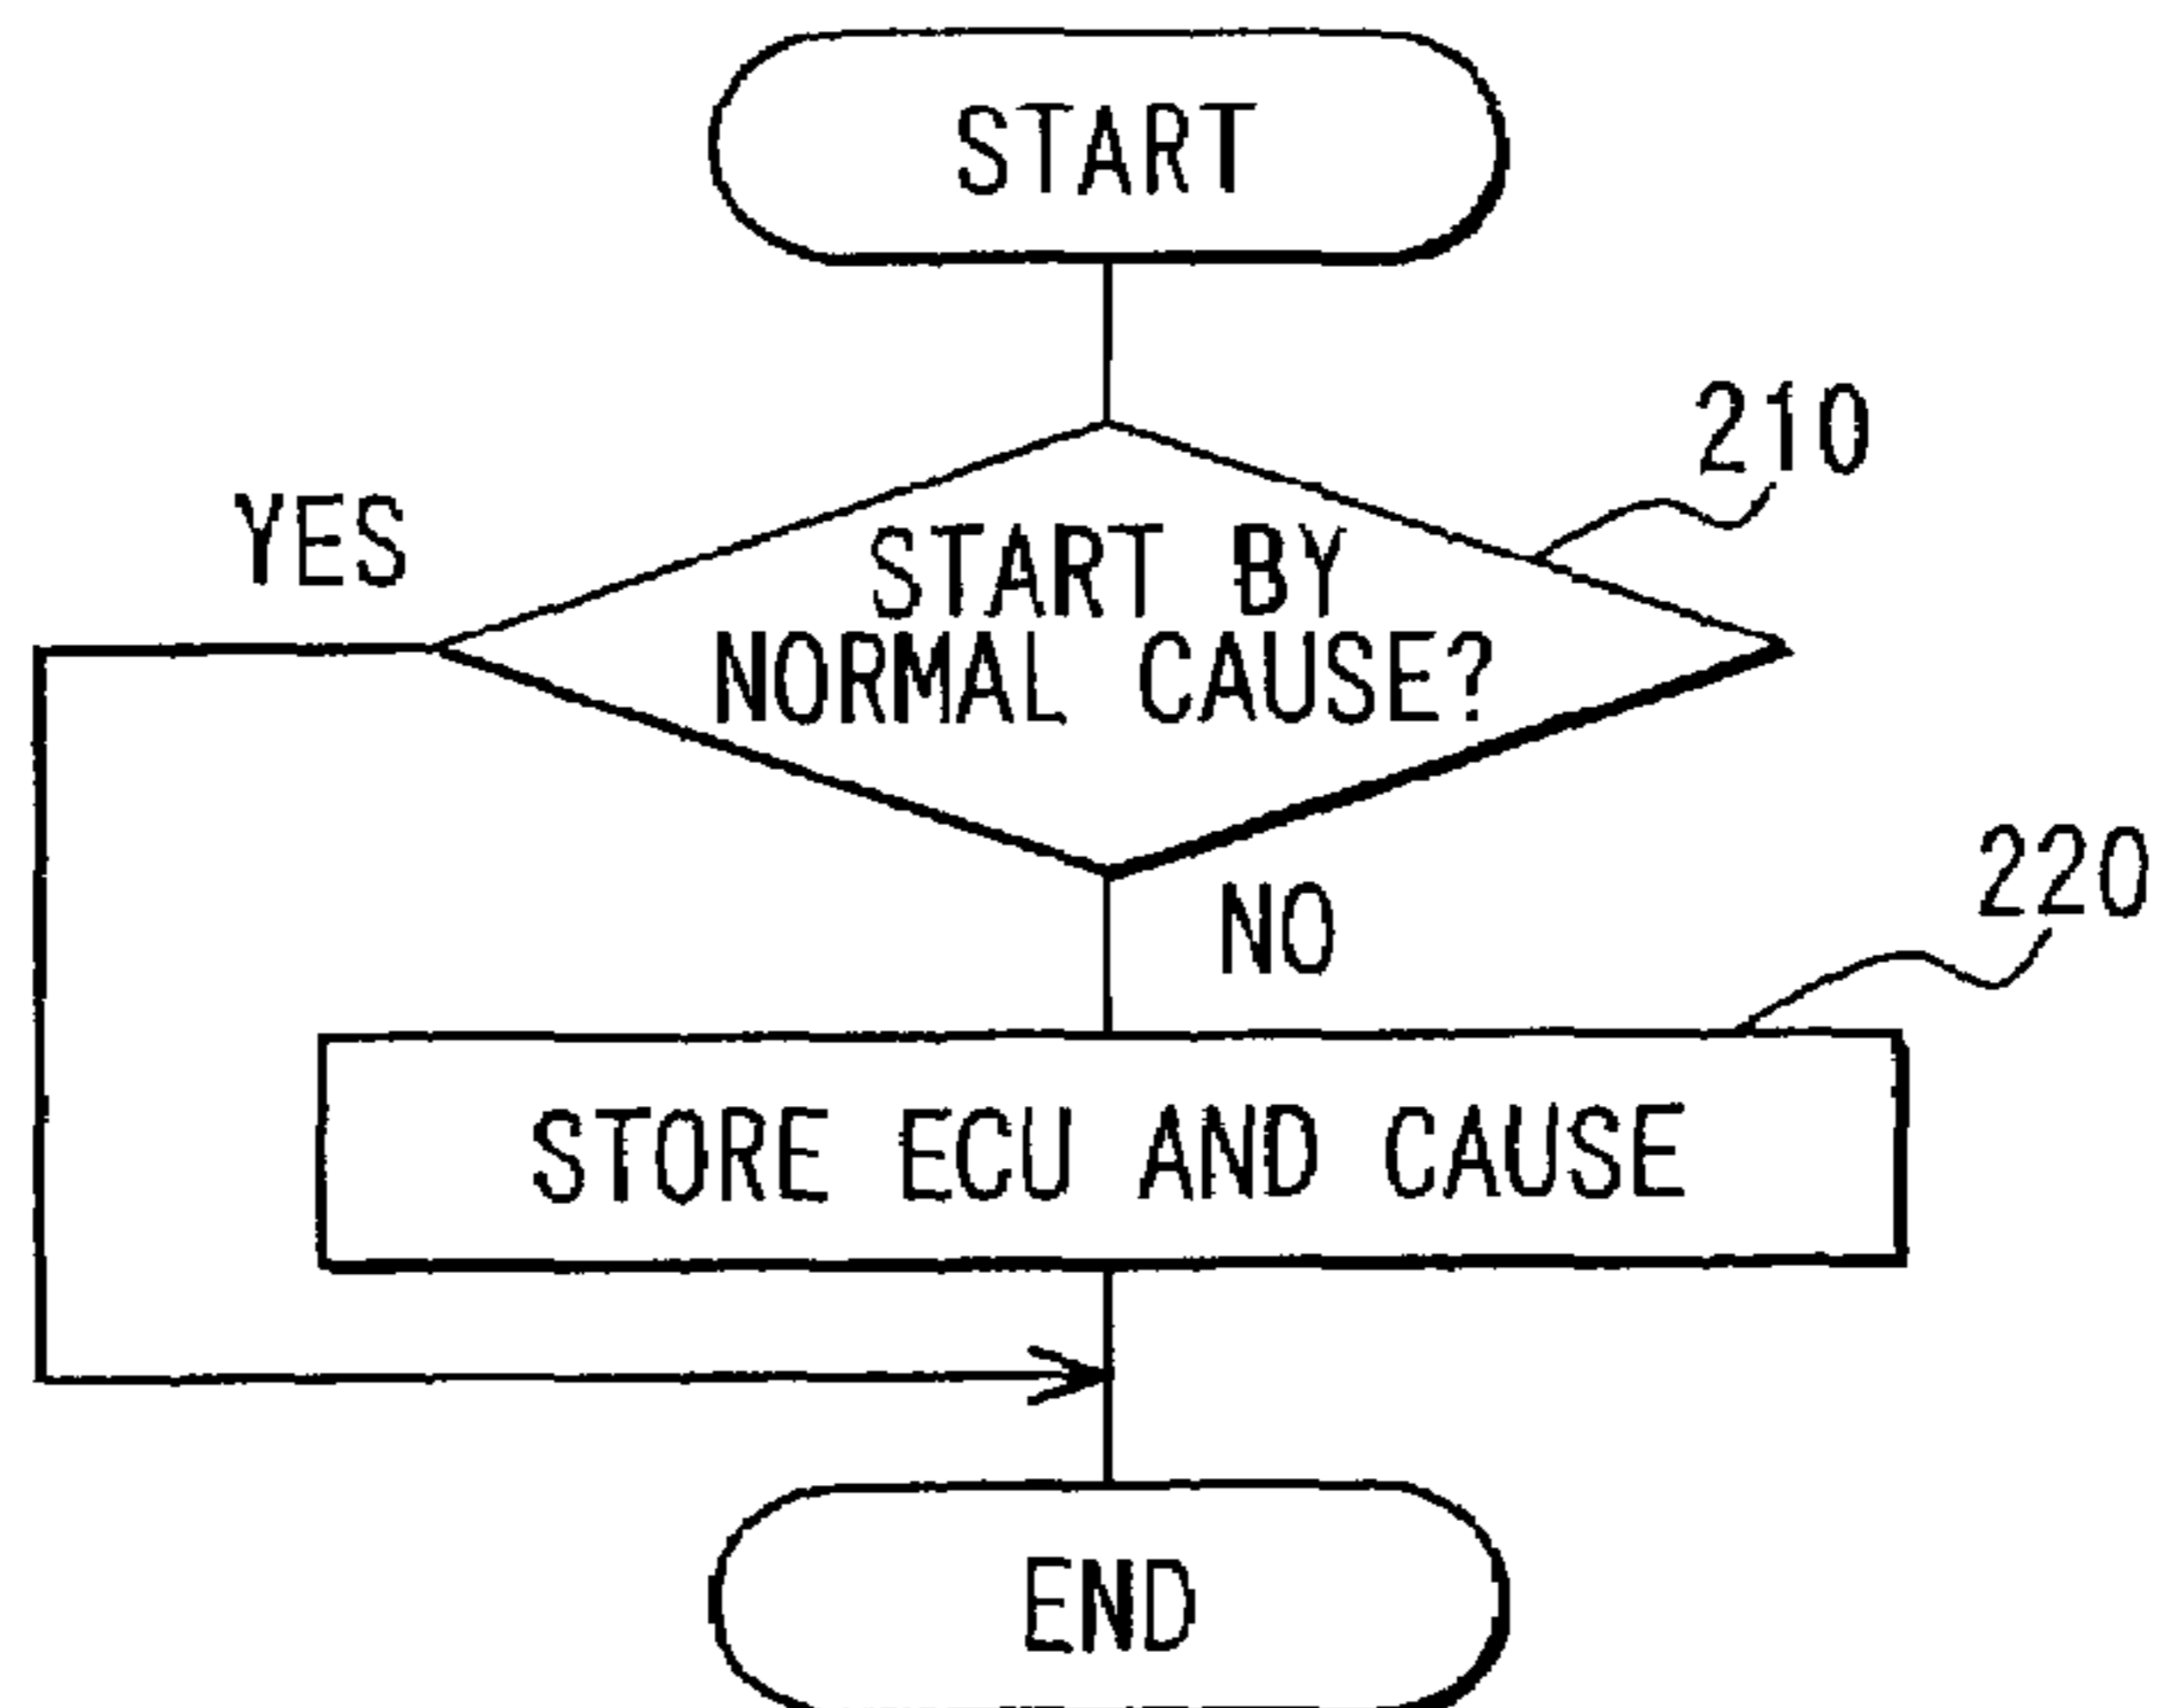 START
210
YES
START BY
NORMAL CAUSE?
220
NO
STORE ECU AND CAUSE
END